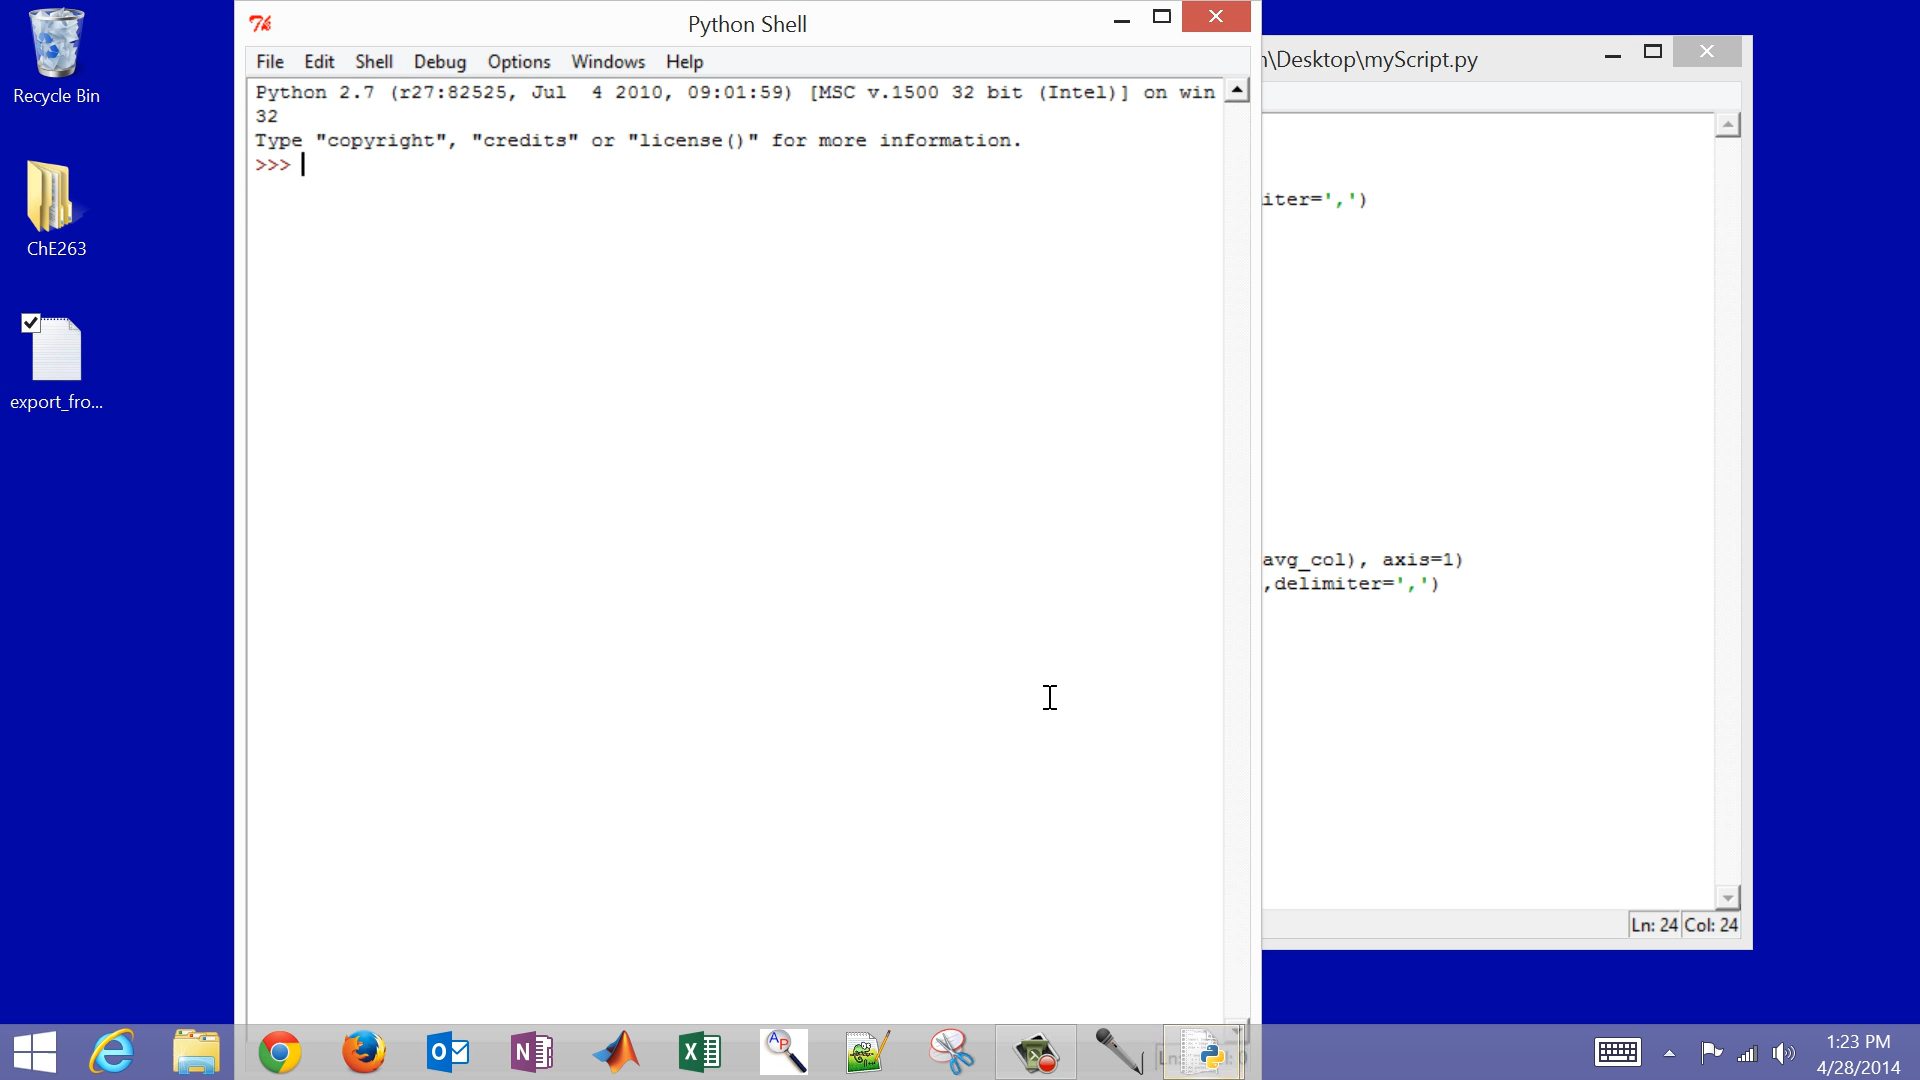 Recycle Bin
ChE263
export_fro...
Python Shell
File Edit Shell Debug Options Windows Help
Python 2.7 (r27:82525, Jul  4 2010, 09:01:59) [MSC v.1500 32 bit (Intel)] on win
32
Type "copyright", "credits" or "license()" for more information.
>>>
\Desktop\myScript.py
iter=',')
avg_col), axis=1)
,delimiter=',')
Ln: 24 Col: 24
1:23 PM
4/28/2014